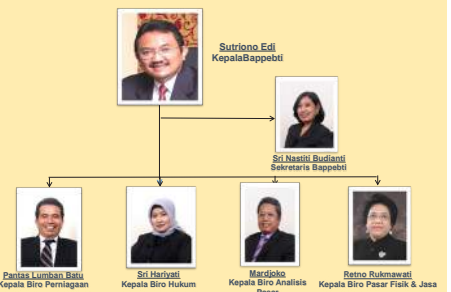 Sutriono Edi
KepalaBappebti
Sri Nastiti Budianti
Sekretaris Bappebti
Pantas Lumban Batu
Kepala Biro Perniagaan
Sri Hariyati
Kepala Biro Hukum
Mardjoko
Kepala Biro Analisis
Pasar
Retno Rukmawati
Kepala Biro Pasar Fisik & Jasa